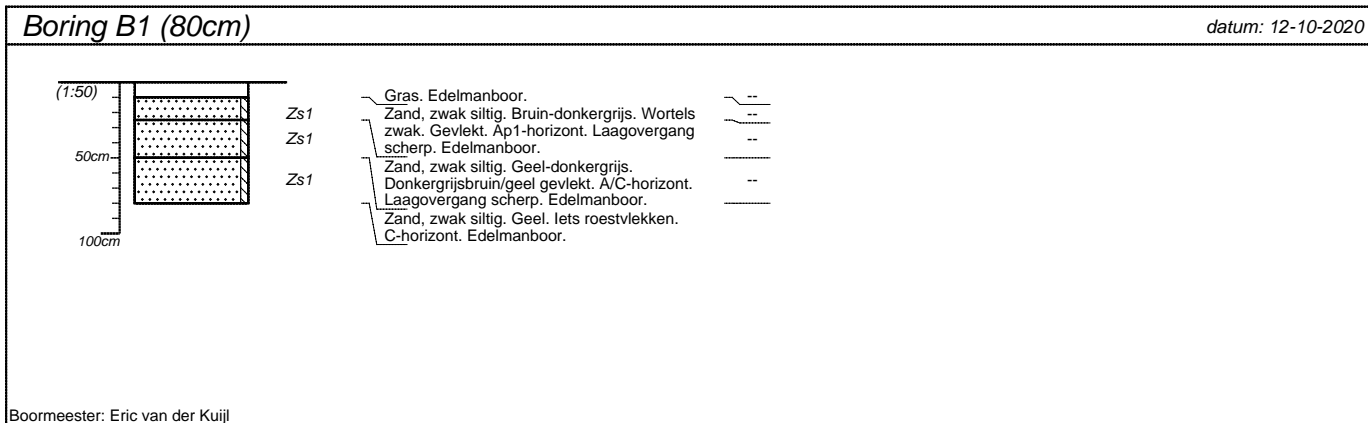 Boring B1 (80cm)
datum: 12-10-2020
(1:50)
50cm
100cm
Zs1
Zs1
Zs1
Gras. Edelmanboor.
Zand, zwak siltig. Bruin-donkergrijs. Wortels
zwak. Gevlekt. Ap1-horizont. Laagovergang
scherp. Edelmanboor.
Zand, zwak siltig. Geel-donkergrijs.
Donkergrijsbruin/geel gevlekt. A/C-horizont.
Laagovergang scherp. Edelmanboor.
Zand, zwak siltig. Geel. Iets roestvlekken.
C-horizont. Edelmanboor.
--
--
--
--
Boormeester: Eric van der Kuijl